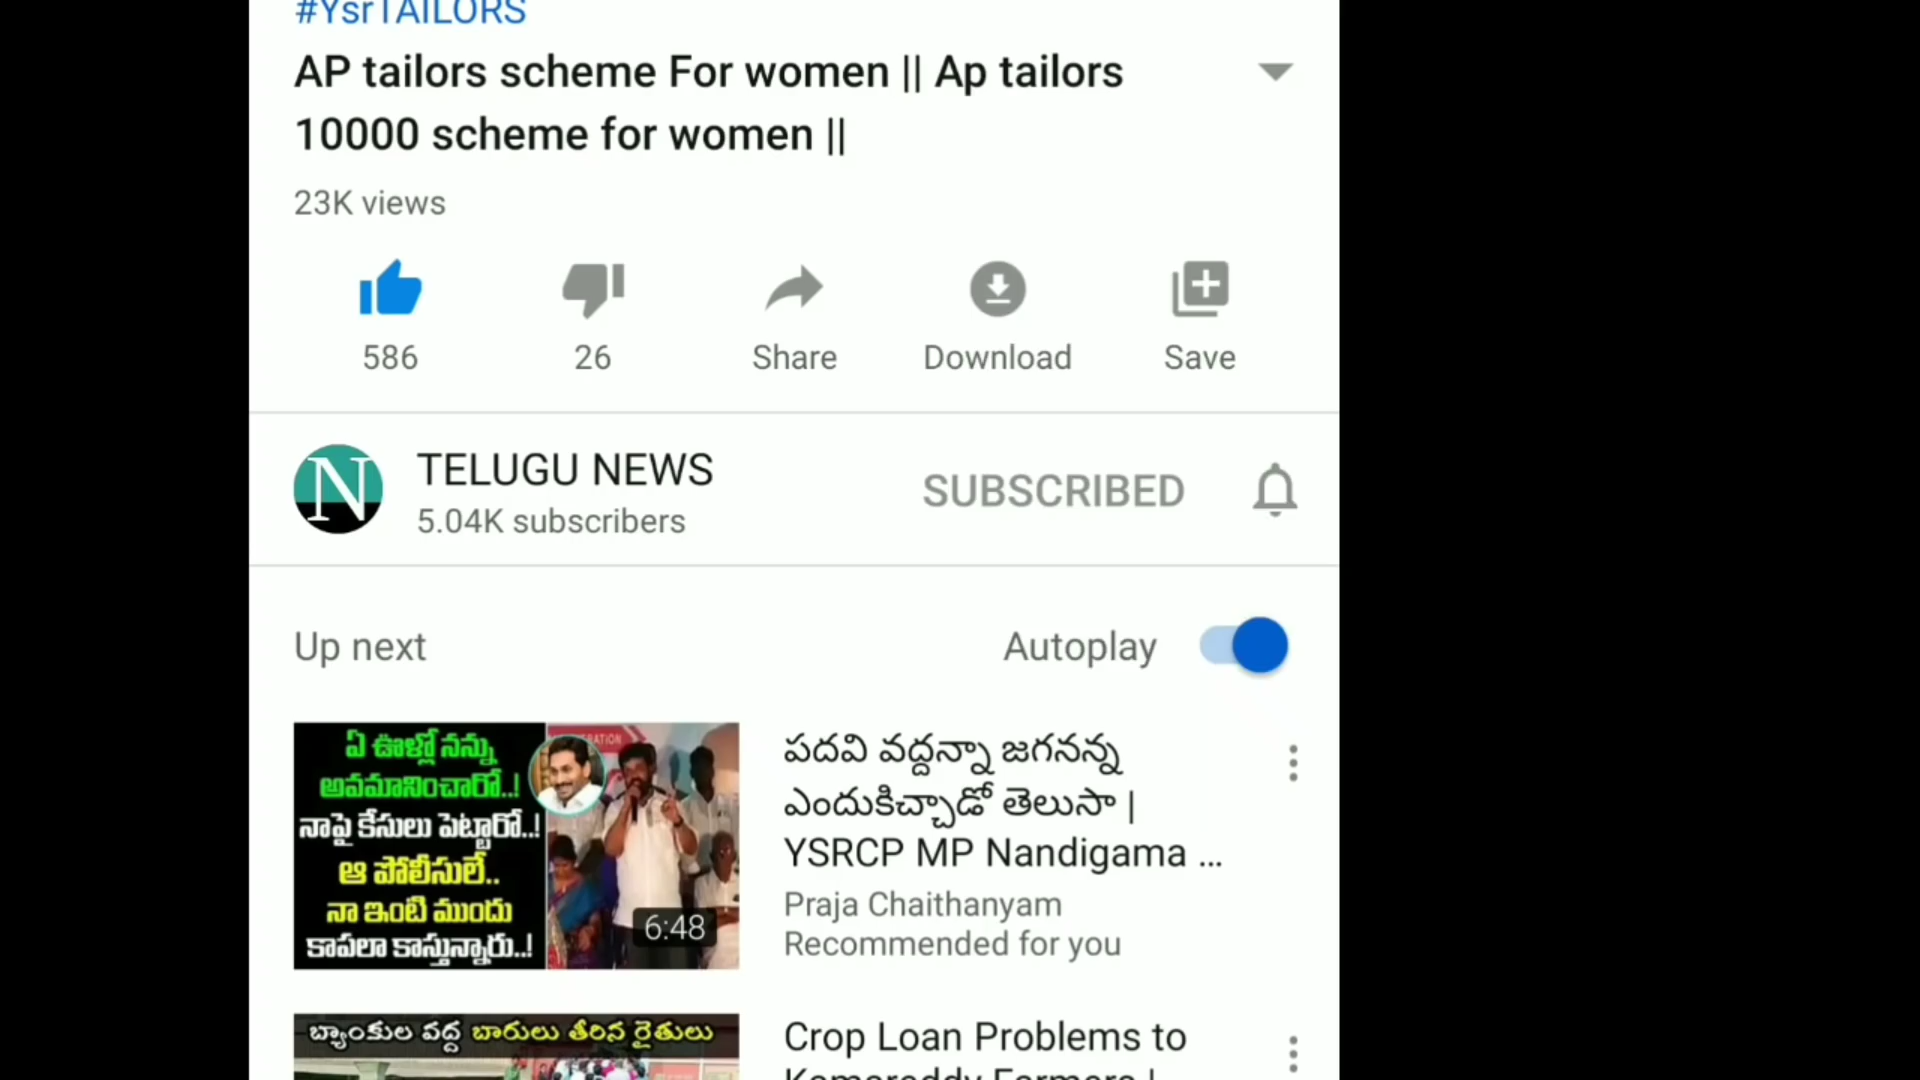 #YsrTAILORS
AP tailors scheme For women || Ap tailors
10000 scheme for women ||
23K views
586
26
Share
Download
Save
N
TELUGU NEWS
5.04K subscribers
SUBSCRIBED
Up next
Autoplay
ఏ ఊళ్లో నన్ను
అవమానించారో..!
నాపై కేసులు పెట్టారో..!
ఆ పోలీసులే..
నా ఇంటి ముందు
కాపలా కాస్తున్నారు..!
6:48
పదవి వద్దన్నా జగనన్న
ఎందుకిచ్చాడో తెలుసా |
YSRCP MP Nandigama ...
Praja Chaithanyam
Recommended for you
బ్యాంకుల వద్ద బారులు తీరిన రైతులు
Crop Loan Problems to
Kamareddy Farmers |